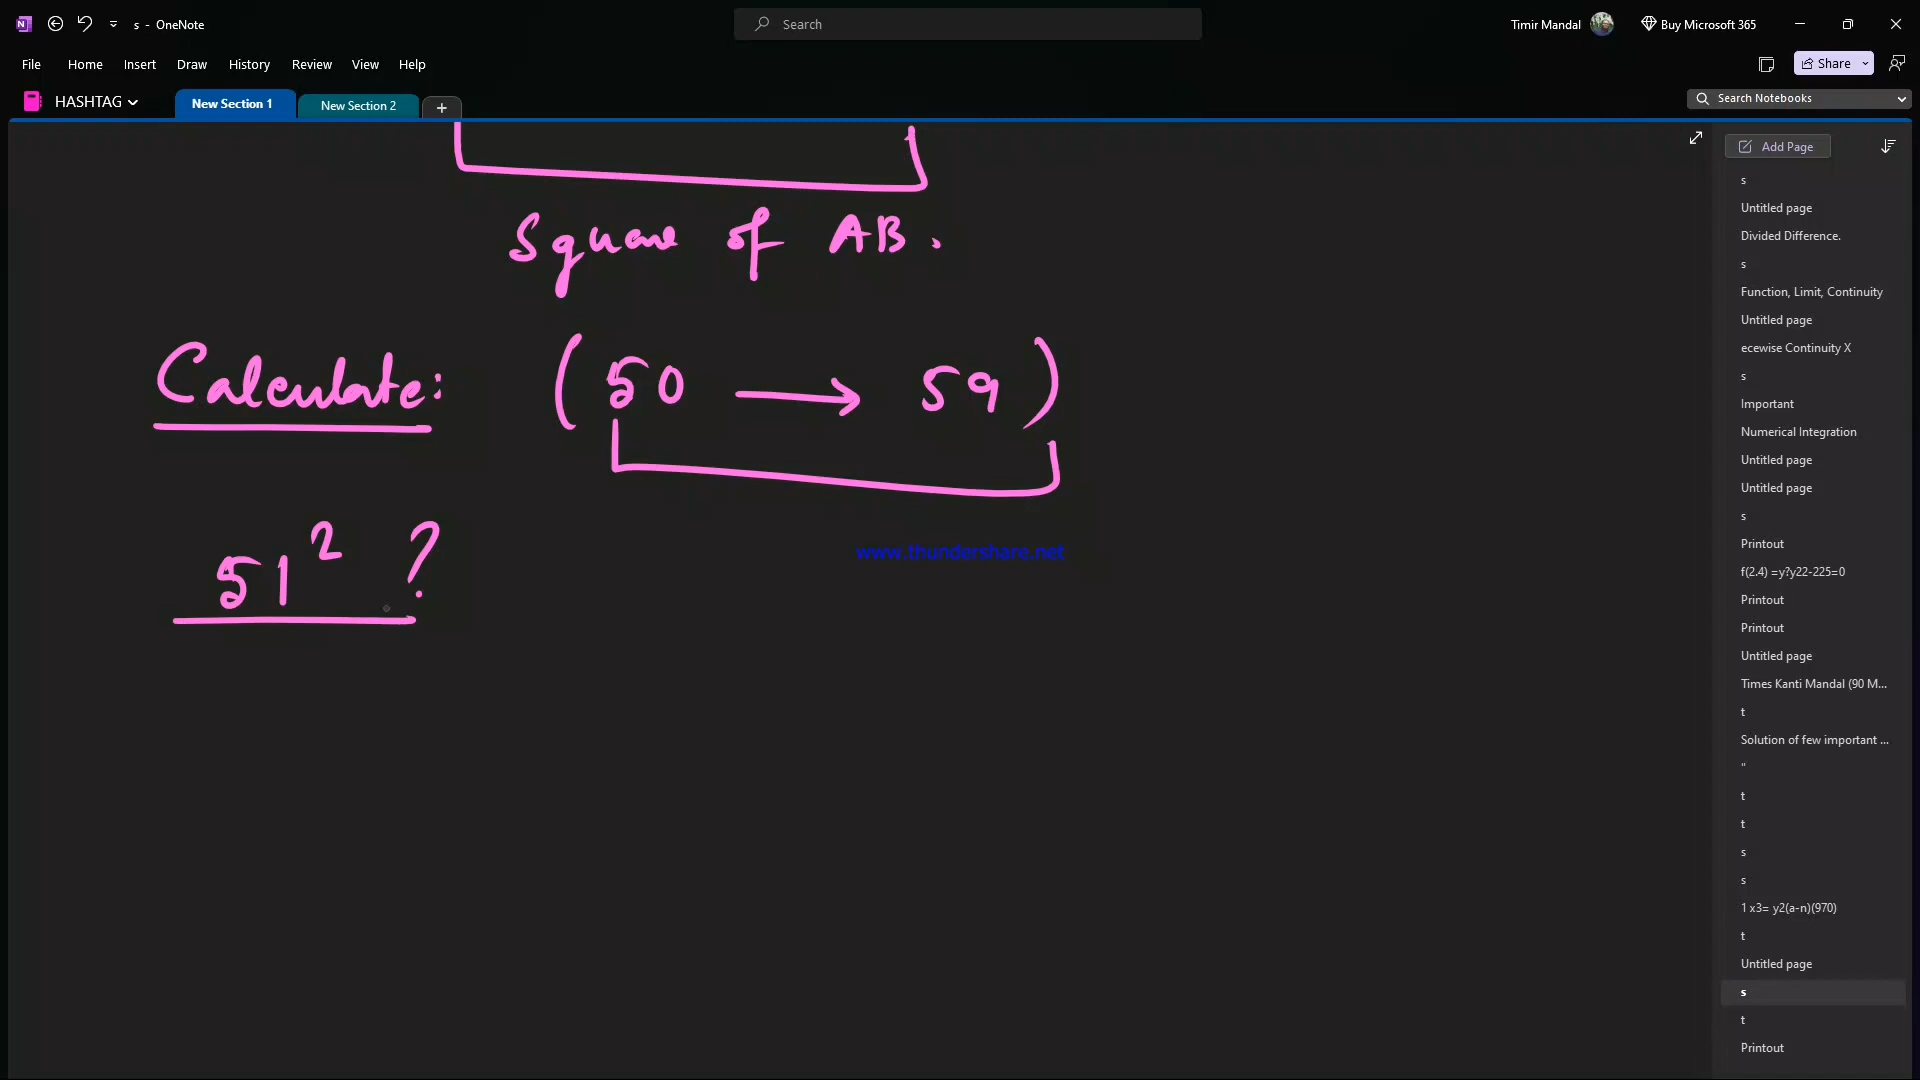 s - OneNote
Search
Timir Mandal
Buy Microsoft 365
File Home Insert Draw History Review View Help
Share
HASHTAG
New Section 1
New Section 2
+
Search Notebooks
Square of AB.
Calculate: (50 → 59)
51² ?
www.thundershare.net
Add Page
s
Untitled page
Divided Difference.
s
Function, Limit, Continuity
Untitled page
ecewise Continuity X
s
Important
Numerical Integration
Untitled page
Untitled page
s
Printout
f(2.4) =y?y22-225=0
Printout
Printout
Untitled page
Times Kanti Mandal (90 M...
t
Solution of few important ...
"
t
t
s
s
1 x3= y2(a-n)(970)
t
Untitled page
s
t
Printout